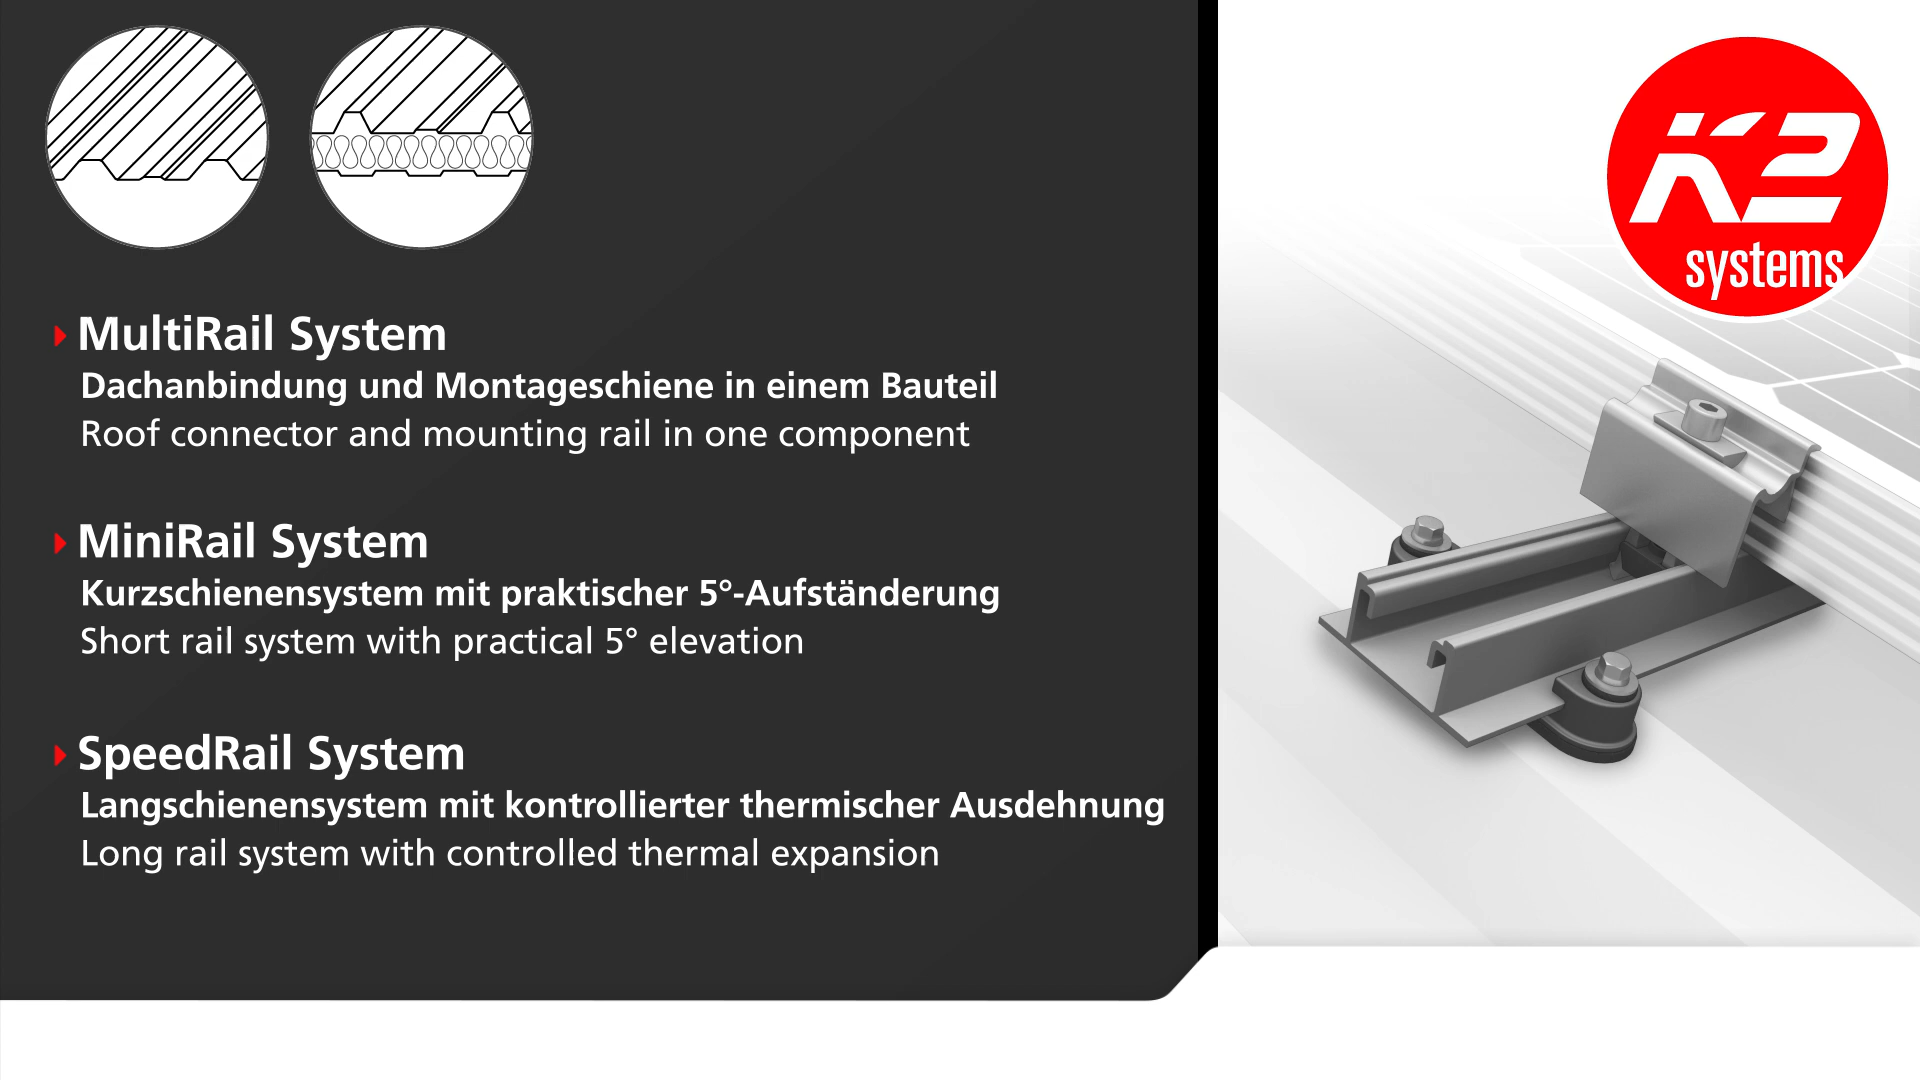 K2
systems
MultiRail System
Dachanbindung und Montageschiene in einem Bauteil
Roof connector and mounting rail in one component
MiniRail System
Kurzschienensystem mit praktischer 5°-Aufständerung
Short rail system with practical 5° elevation
SpeedRail System
Langschienensystem mit kontrollierter thermischer Ausdehnung
Long rail system with controlled thermal expansion